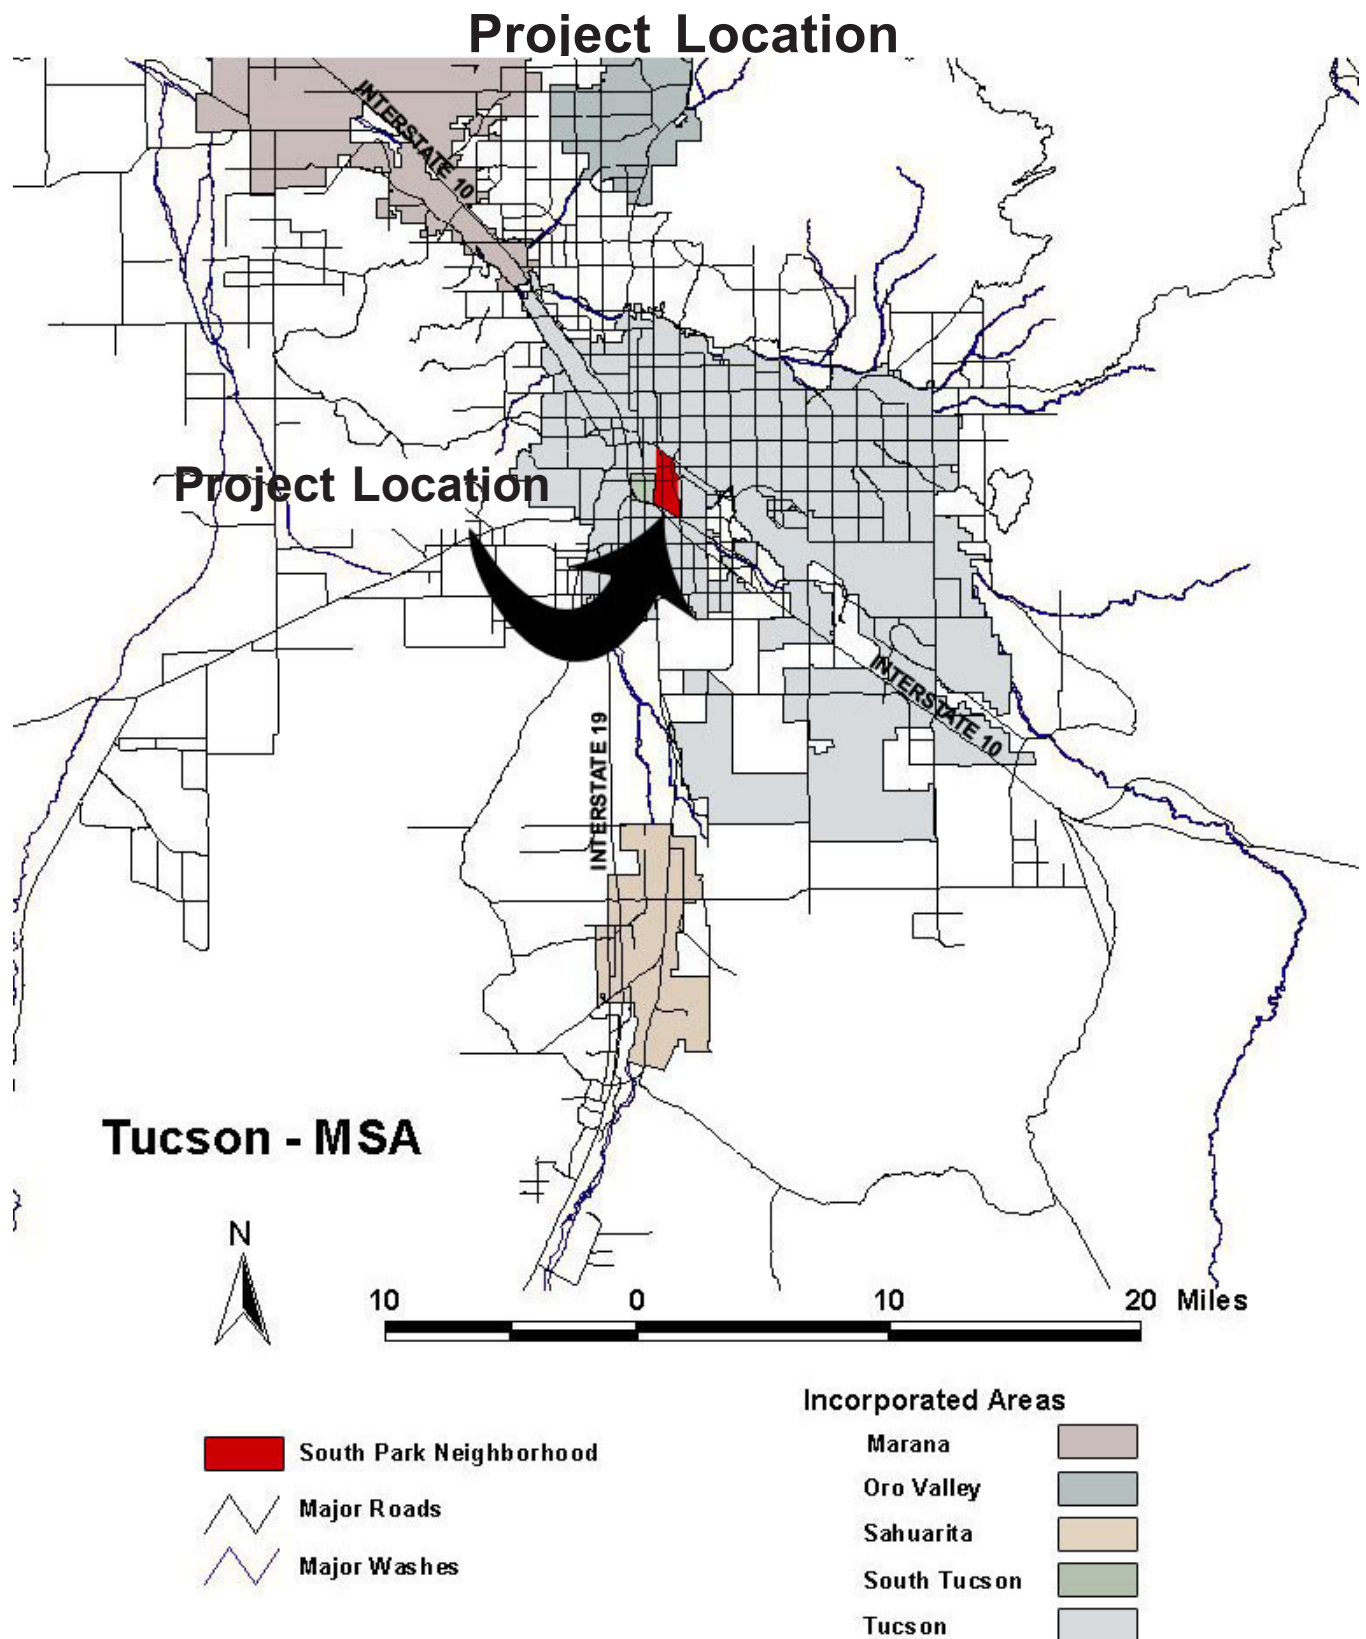 Project Location
INTERSTATE 10
Project Location
INTERSTATE 10
INTERSTATE 19
Tucson - MSA
N
10 0 10 20 Miles
Incorporated Areas
South Park Neighborhood
Major Roads
Major Washes
Marana
Oro Valley
Sahuarita
South Tucson
Tucson